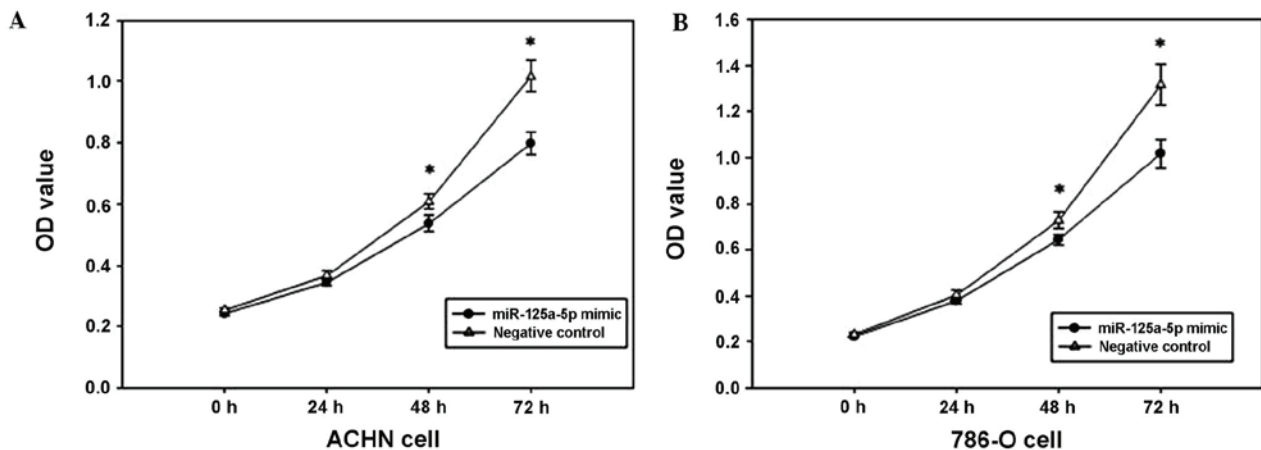 A
1.2
1.0
0.8
0.6
0.4
0.2
0.0
OD value
*
*
miR-125a-5p mimic
Negative control
0 h 24 h 48 h 72 h
ACHN cell
B
1.6
1.4
1.2
1.0
0.8
0.6
0.4
0.2
0.0
OD value
*
*
miR-125a-5p mimic
Negative control
0 h 24 h 48 h 72 h
786-O cell